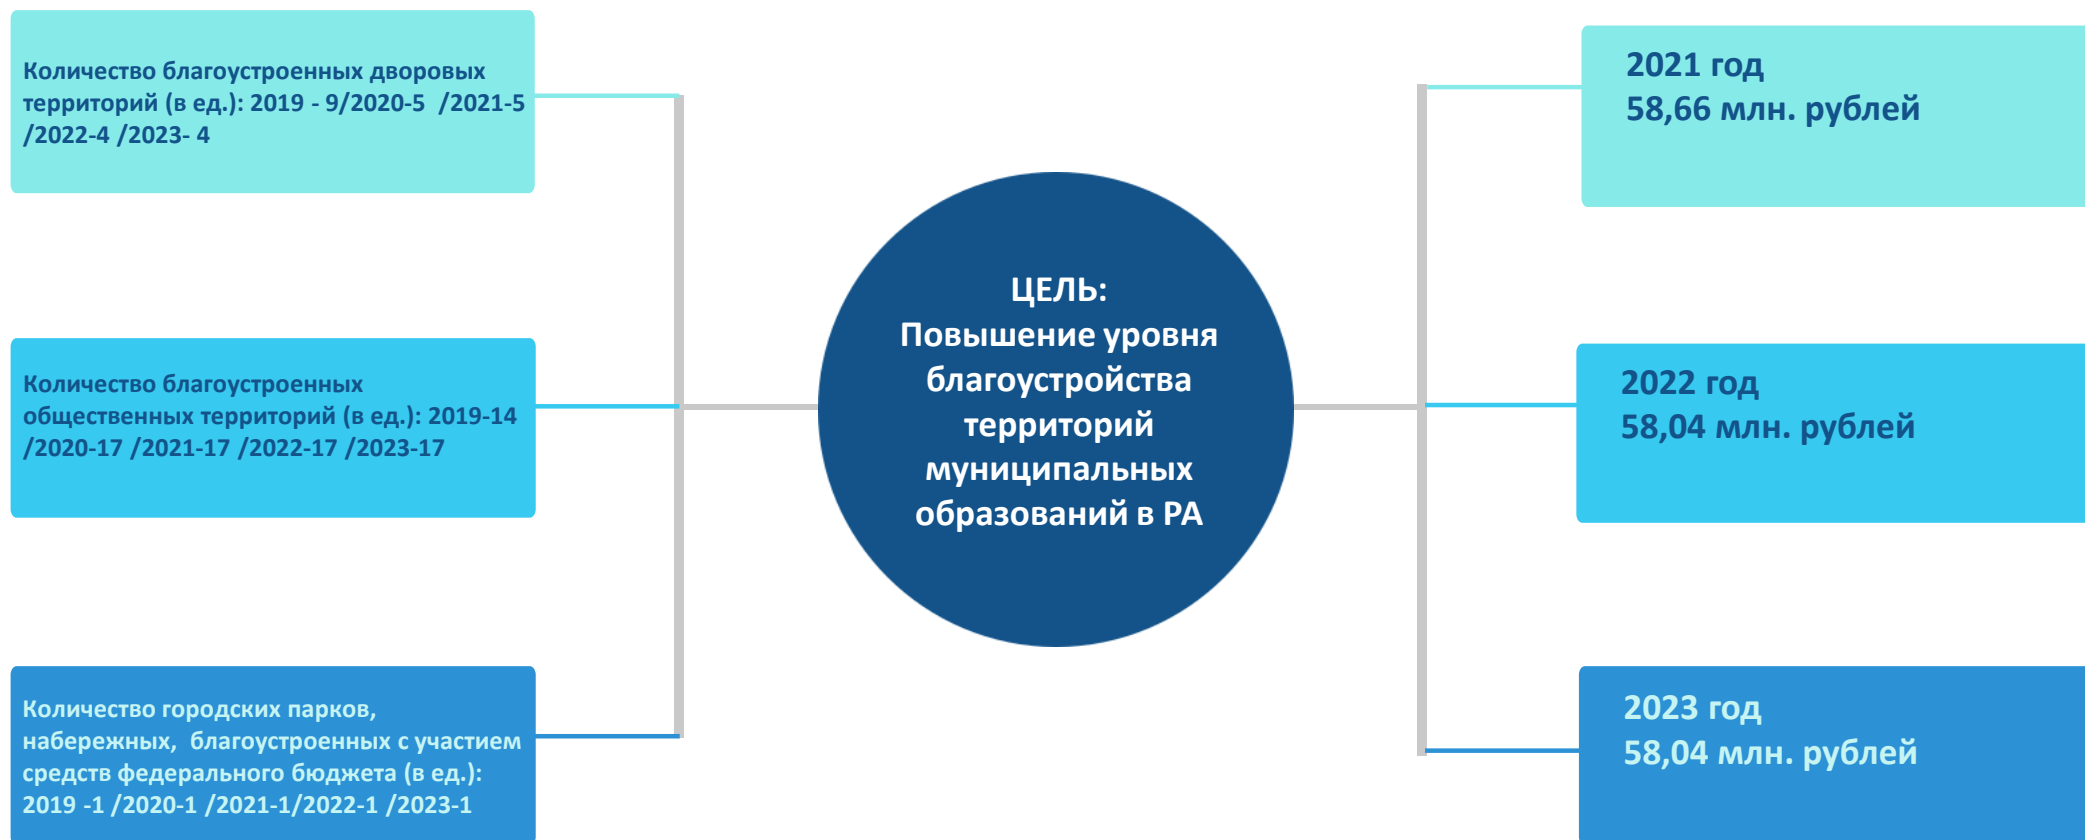 Количество благоустроенных дворовых
территорий (в ед.): 2019 - 9/2020-5 /2021-5
/2022-4 /2023- 4
Количество благоустроенных
общественных территорий (в ед.): 2019-14
/2020-17 /2021-17 /2022-17 /2023-17
Количество городских парков,
набережных, благоустроенных с участием
средств федерального бюджета (в ед.):
2019 -1 /2020-1 /2021-1/2022-1 /2023-1
ЦЕЛЬ:
Повышение уровня
благоустройства
территорий
муниципальных
образований в РА
2021 год
58,66 млн. рублей
2022 год
58,04 млн. рублей
2023 год
58,04 млн. рублей